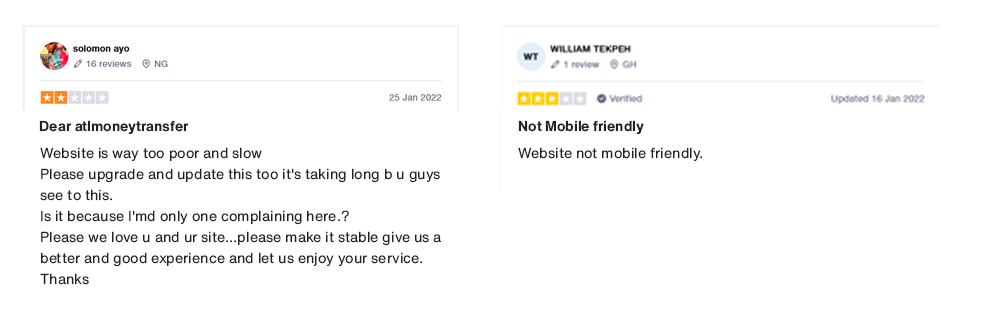 solomon ayo
16 reviews NG
25 Jan 2022
Dear atlmoneytransfer
Website is way too poor and slow
Please upgrade and update this too it's taking long b u guys
see to this.
Is it because I'md only one complaining here.?
Please we love u and ur site...please make it stable give us a
better and good experience and let us enjoy your service.
Thanks
WT
WILLIAM TEKPEH
1 review GH
Verified Updated 16 Jan 2022
Not Mobile friendly
Website not mobile friendly.